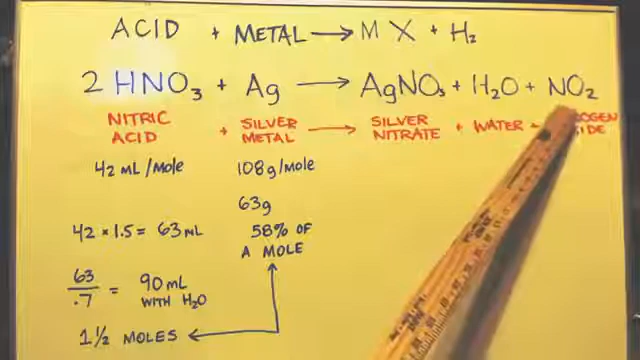 ACID + METAL → MX + H₂
2 HNO₃ + Ag → AgNO₃ + H₂O + NO₂
NITRIC ACID + SILVER METAL → SILVER NITRATE + WATER +
42 mL/Mole 108g/mole
63g
42 × 1.5 = 63 mL 58% OF A MOLE
63/.7 = 90 mL WITH H₂O
1½ MOLES ←